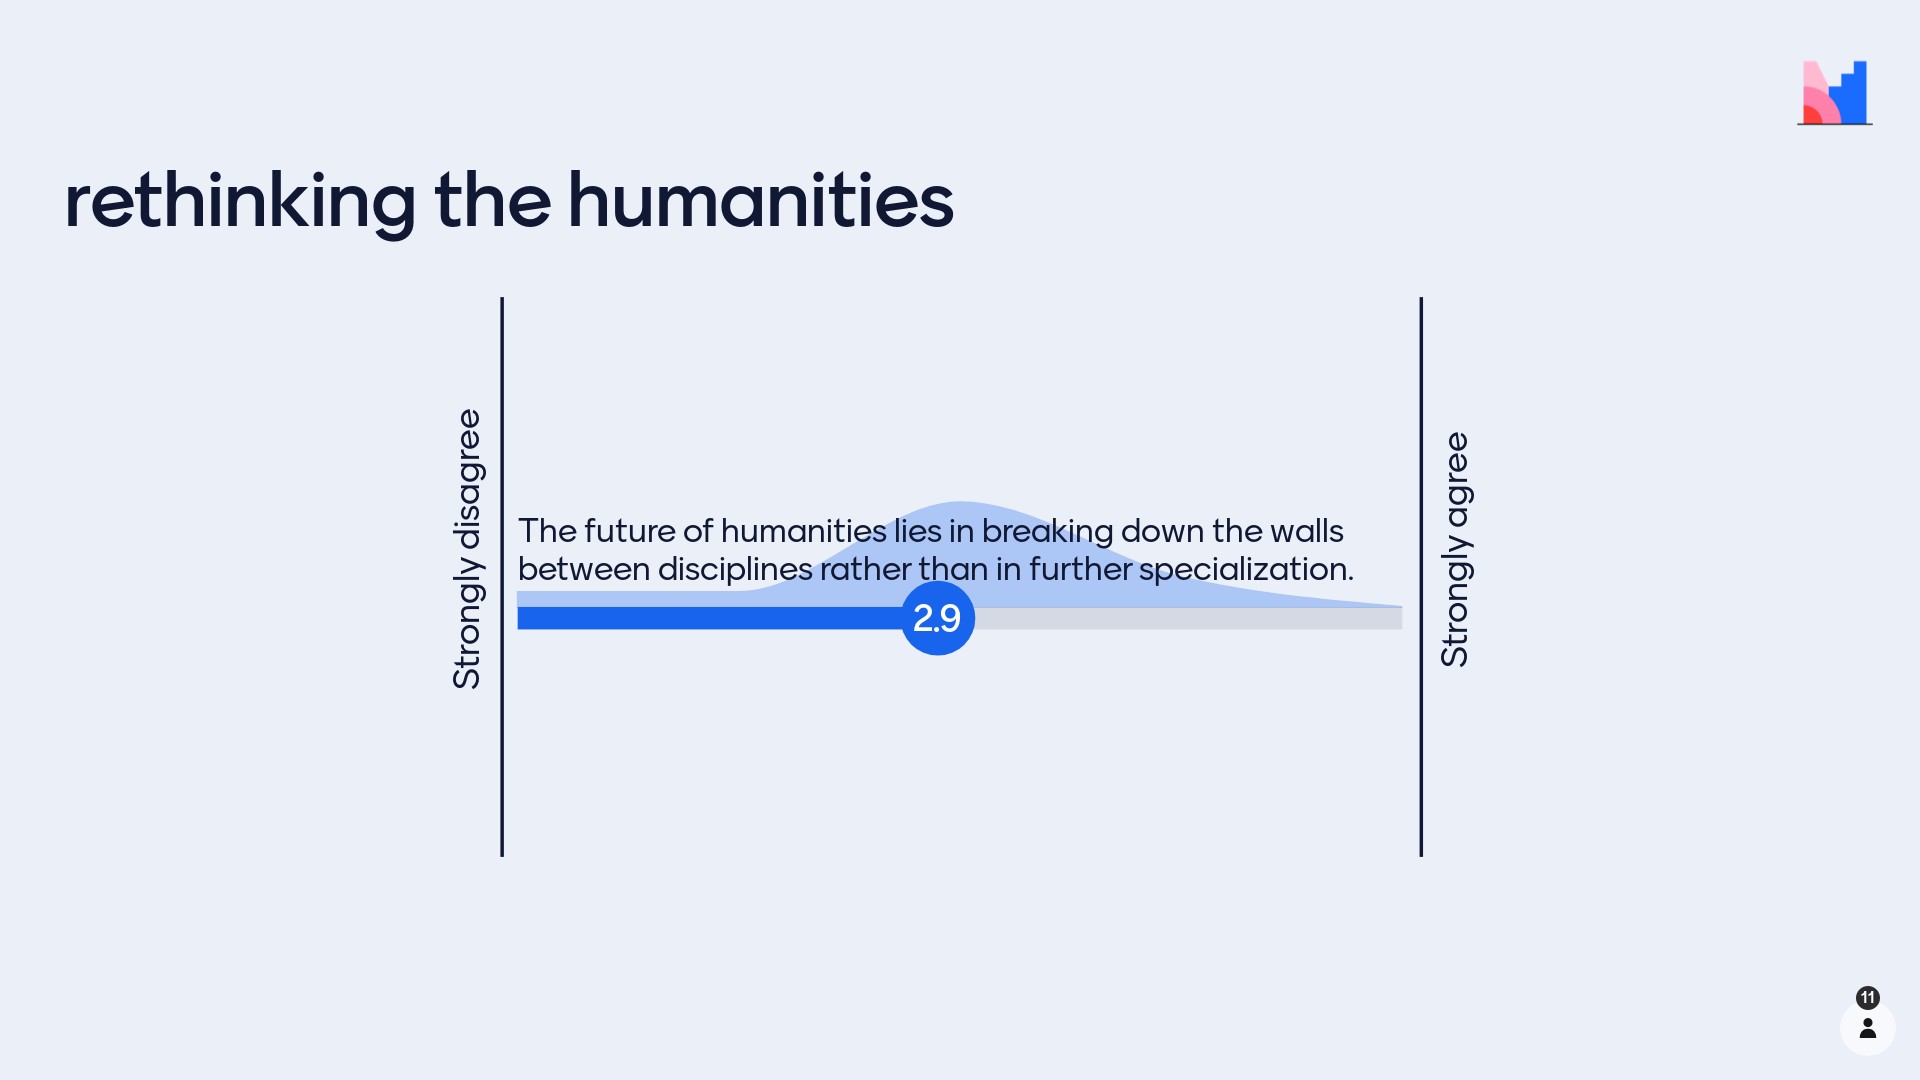 rethinking the humanities
Strongly disagree
The future of humanities lies in breaking down the walls
between disciplines rather than in further specialization.
2.9
Strongly agree
11